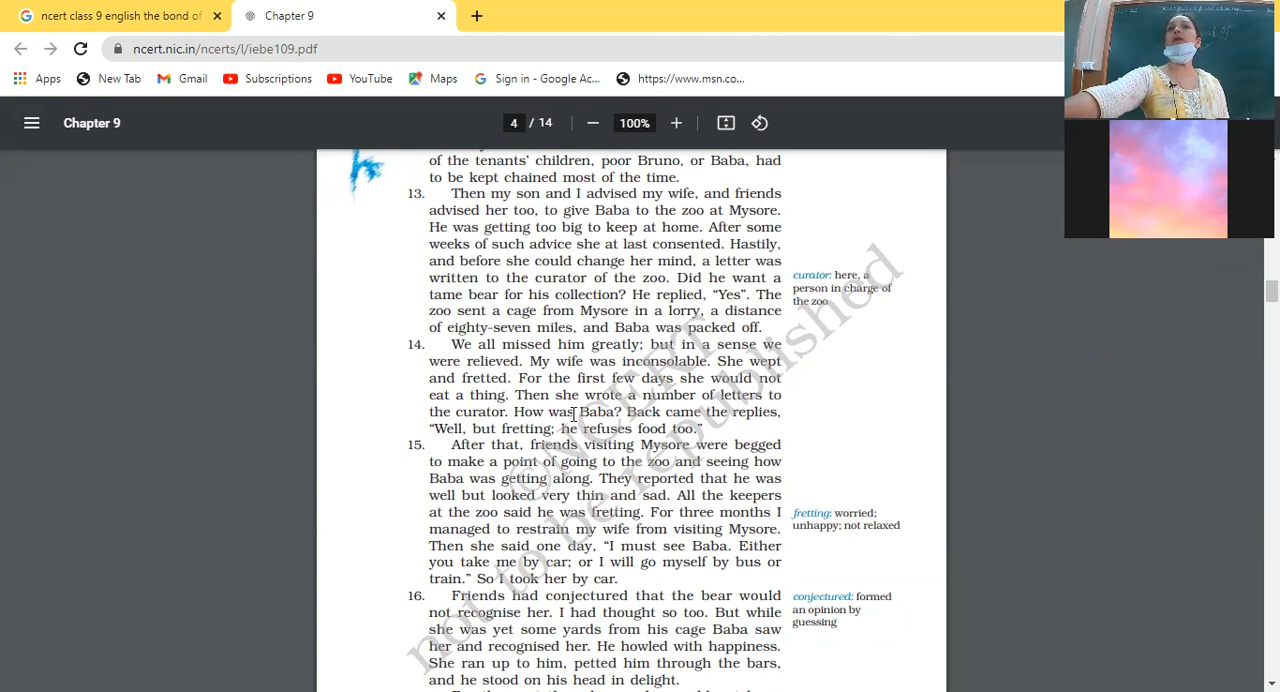 ncert class 9 english the bond of
Chapter 9
ncert.nic.in/ncerts/l/iebe109.pdf
Apps
New Tab
Gmail
Subscriptions
YouTube
Maps
Sign in - Google Ac...
https://www.msn.co...
Chapter 9
4 / 14
100%
of the tenants' children, poor Bruno, or Baba, had
to be kept chained most of the time.
13. Then my son and I advised my wife, and friends
advised her too, to give Baba to the zoo at Mysore.
He was getting too big to keep at home. After some
weeks of such advice she at last consented. Hastily,
and before she could change her mind, a letter was
written to the curator of the zoo. Did he want a
tame bear for his collection? He replied, “Yes”. The
zoo sent a cage from Mysore in a lorry, a distance
of eighty-seven miles, and Baba was packed off.
curator: here, a
person in charge of
the zoo
14. We all missed him greatly; but in a sense we
were relieved. My wife was inconsolable. She wept
and fretted. For the first few days she would not
eat a thing. Then she wrote a number of letters to
the curator. How was Baba? Back came the replies,
“Well, but fretting; he refuses food too.”
15. After that, friends visiting Mysore were begged
to make a point of going to the zoo and seeing how
Baba was getting along. They reported that he was
well but looked very thin and sad. All the keepers
at the zoo said he was fretting. For three months I
managed to restrain my wife from visiting Mysore.
Then she said one day, “I must see Baba. Either
you take me by car; or I will go myself by bus or
train.” So I took her by car.
fretting: worried;
unhappy; not relaxed
16. Friends had conjectured that the bear would
not recognise her. I had thought so too. But while
she was yet some yards from his cage Baba saw
her and recognised her. He howled with happiness.
She ran up to him, petted him through the bars,
and he stood on his head in delight.
conjectured: formed
an opinion by
guessing
©NCERT
not to be republished